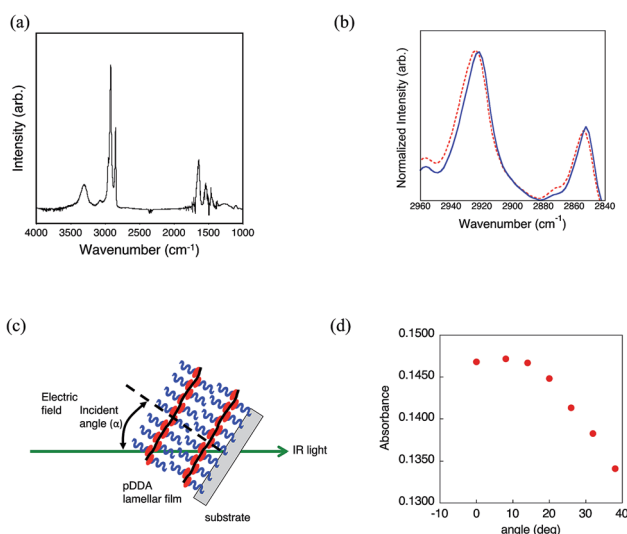 (a)
Intensity (arb.)
4000 3000 2000 1500 1000
Wavenumber (cm-1)
(b)
Normalized Intensity (arb.)
2960 2940 2920 2900 2880 2860 2840
Wavenumber (cm-1)
(c)
Electric
field
Incident
angle (α)
IR light
pDDA
lamellar film
substrate
(d)
Absorbance
0.1500
0.1450
0.1400
0.1350
0.1300
-10 0 10 20 30 40
angle (deg)